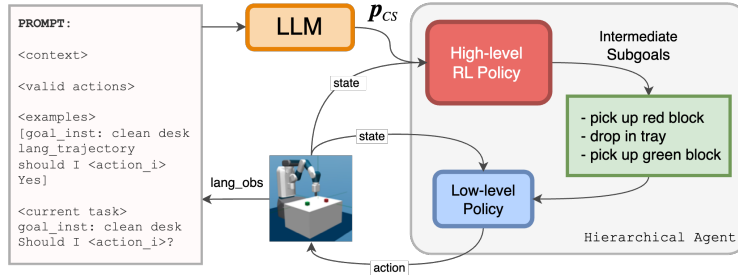 PROMPT:
<context>
<valid actions>
<examples>
[goal_inst: clean desk
lang_trajectory
should I <action_i>
Yes]
<current task>
goal_inst: clean desk
Should I <action_i>?
LLM
p_CS
state
High-level
RL Policy
Intermediate
Subgoals
- pick up red block
- drop in tray
- pick up green block
state
lang_obs
Low-level
Policy
action
Hierarchical Agent